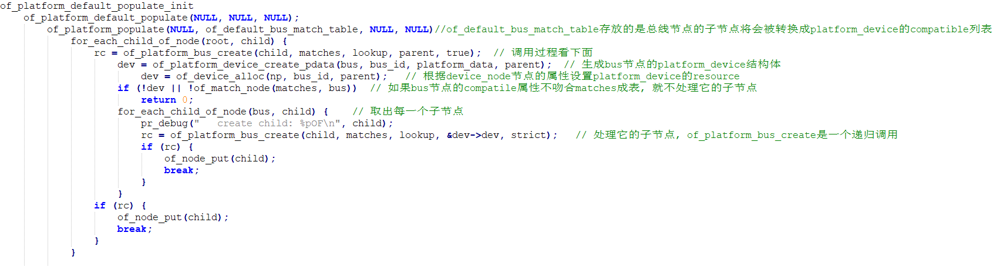 of_platform_default_populate_init
of_platform_default_populate(NULL, NULL, NULL);
of_platform_populate(NULL, of_default_bus_match_table, NULL, NULL)//of_default_bus_match_table存放的是总线节点的子节点将会被转换成platform_device的compatible列表
for_each_child_of_node(root, child) {
rc = of_platform_bus_create(child, matches, lookup, parent, true);  // 调用过程看下面
dev = of_platform_device_create_pdata(bus, bus_id, platform_data, parent);  // 生成bus节点的platform_device结构体
dev = of_device_alloc(np, bus_id, parent);   // 根据device_node节点的属性设置platform_device的resource
if (!dev || !of_match_node(matches, bus))  // 如果bus节点的compatile属性不吻合matches成表，就不处理它的子节点
return 0;
for_each_child_of_node(bus, child) {    // 取出每一个子节点
pr_debug("   create child: %pOF\n", child);
rc = of_platform_bus_create(child, matches, lookup, &dev->dev, strict);   // 处理它的子节点，of_platform_bus_create是一个递归调用
if (rc) {
of_node_put(child);
break;
}
}
if (rc) {
of_node_put(child);
break;
}
}